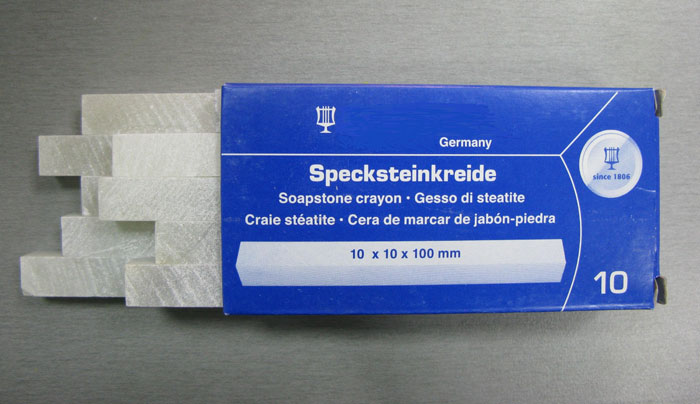 Germany
Specksteinkreide
Soapstone crayon · Gesso di steatite
Craie stéatite · Cera de marcar de jabón-piedra
10 x 10 x 100 mm
since 1806
10